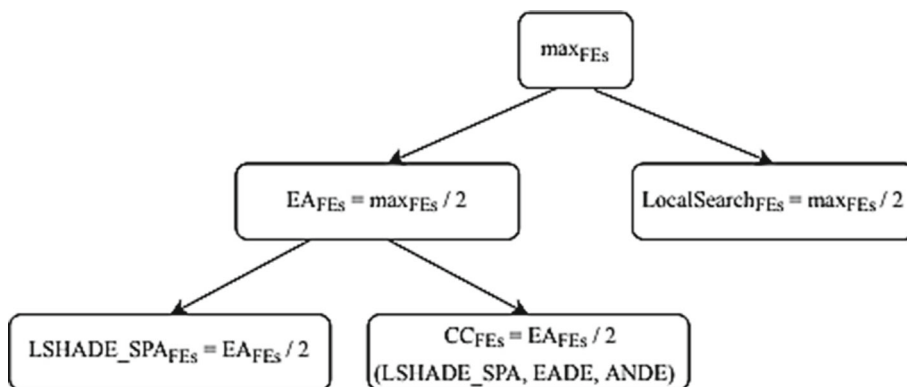 max_FEs
EA_FEs = max_FEs / 2
LocalSearch_FEs = max_FEs / 2
LSHADE_SPA_FEs = EA_FEs / 2
CC_FEs = EA_FEs / 2
(LSHADE_SPA, EADE, ANDE)